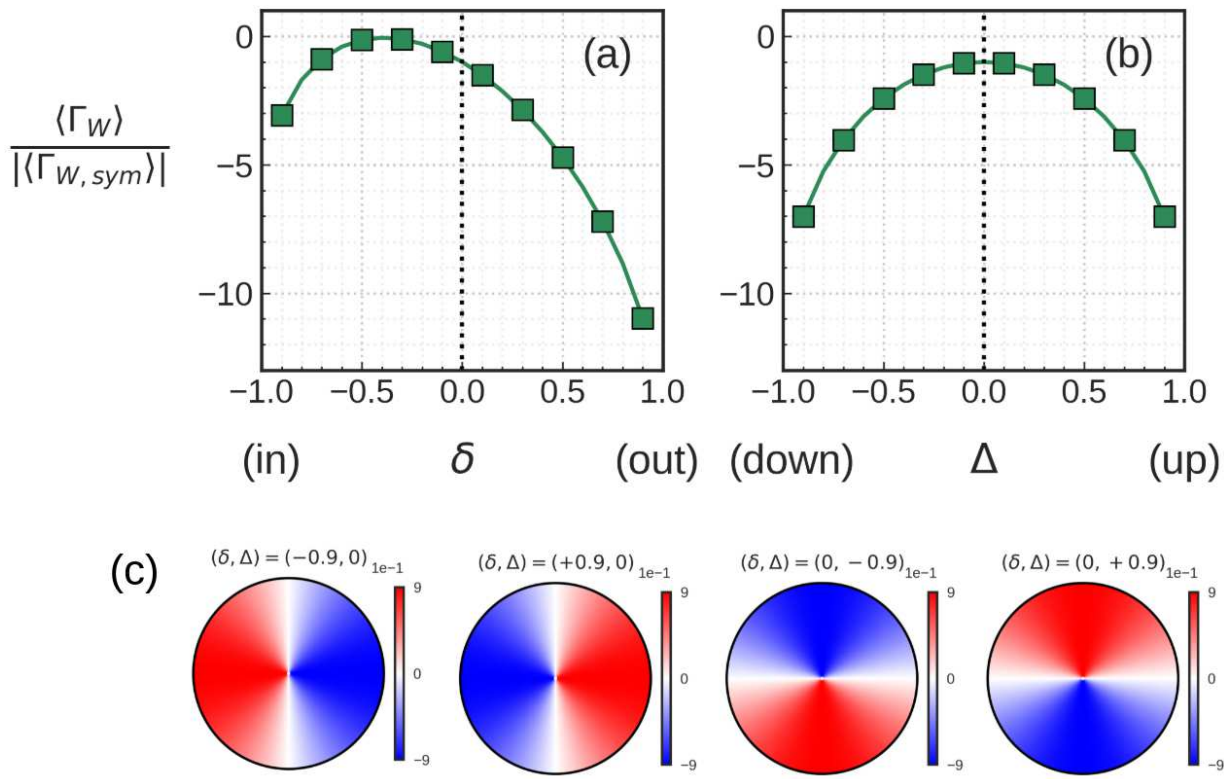 0
(a)
−5
−10
−1.0 −0.5 0.0 0.5 1.0
(in) δ (out)
⟨Γ_W⟩
|⟨Γ_{W, sym}⟩|
0
(b)
−5
−10
−1.0 −0.5 0.0 0.5 1.0
(down) Δ (up)
(c)
(δ, Δ) = (−0.9, 0)
1e−1
9
0
−9
(δ, Δ) = (+0.9, 0)
1e−1
9
0
−9
(δ, Δ) = (0, −0.9)
1e−1
9
0
−9
(δ, Δ) = (0, +0.9)
1e−1
9
0
−9